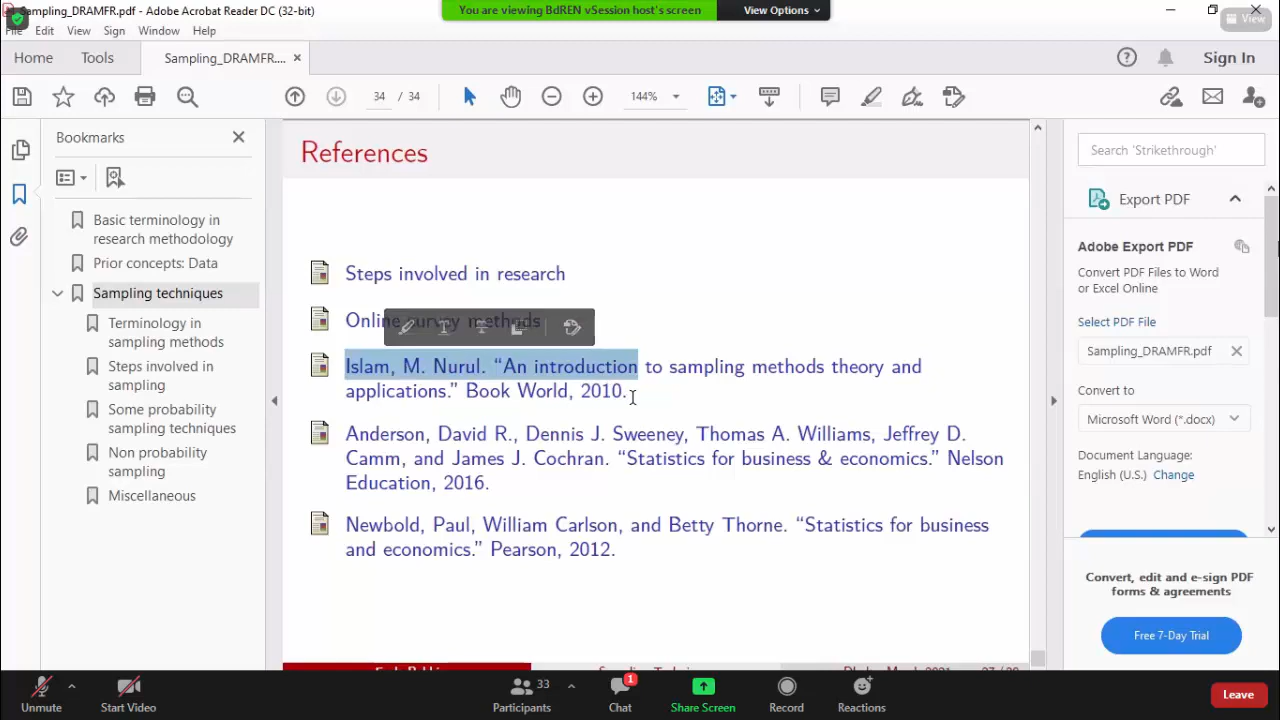 Sampling_DRAMFR.pdf - Adobe Acrobat Reader DC (32-bit)
You are viewing BdREN vSession host's screen
View Options
View
File Edit View Sign Window Help
Home Tools Sampling_DRAMFR....
Sign In
34 / 34
144%
Bookmarks
Basic terminology in
research methodology
Prior concepts: Data
Sampling techniques
Terminology in
sampling methods
Steps involved in
sampling
Some probability
sampling techniques
Non probability
sampling
Miscellaneous
References
Steps involved in research
Online survey methods
Islam, M. Nurul. “An introduction to sampling methods theory and
applications.” Book World, 2010.
Anderson, David R., Dennis J. Sweeney, Thomas A. Williams, Jeffrey D.
Camm, and James J. Cochran. “Statistics for business & economics.” Nelson
Education, 2016.
Newbold, Paul, William Carlson, and Betty Thorne. “Statistics for business
and economics.” Pearson, 2012.
Search 'Strikethrough'
Export PDF
Adobe Export PDF
Convert PDF Files to Word
or Excel Online
Select PDF File
Sampling_DRAMFR.pdf
Convert to
Microsoft Word (*.docx)
Document Language:
English (U.S.) Change
Convert, edit and e-sign PDF
forms & agreements
Free 7-Day Trial
Unmute
Start Video
33
Participants
1
Chat
Share Screen
Record
Reactions
Leave